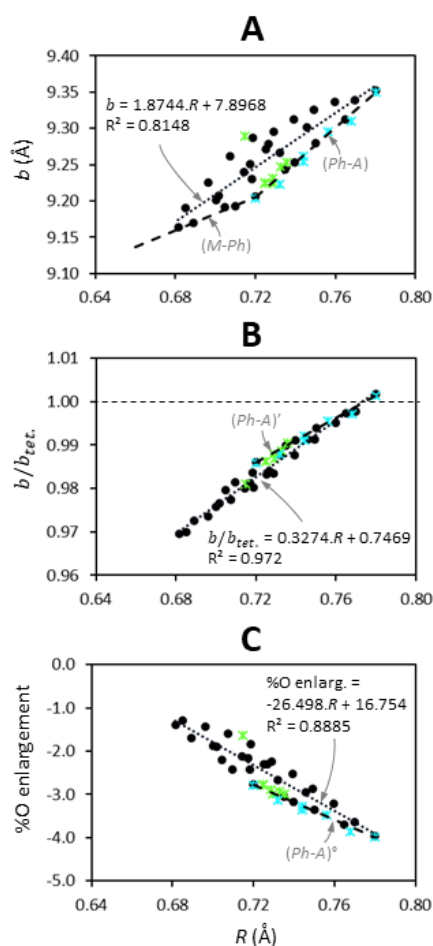 A
9.40
9.35
9.30
9.25
9.20
9.15
9.10
b (Å)
b = 1.8744.R + 7.8968
R² = 0.8148
(Ph-A)
(M-Ph)
0.64 0.68 0.72 0.76 0.80
B
1.01
1.00
0.99
0.98
0.97
0.96
b/b_tet.
(Ph-A)′
b/b_tet. = 0.3274.R + 0.7469
R² = 0.972
0.64 0.68 0.72 0.76 0.80
C
0.0
-1.0
-2.0
-3.0
-4.0
-5.0
%O enlargement
%O enlarg. =
-26.498.R + 16.754
R² = 0.8885
(Ph-A)°
0.64 0.68 0.72 0.76 0.80
R (Å)